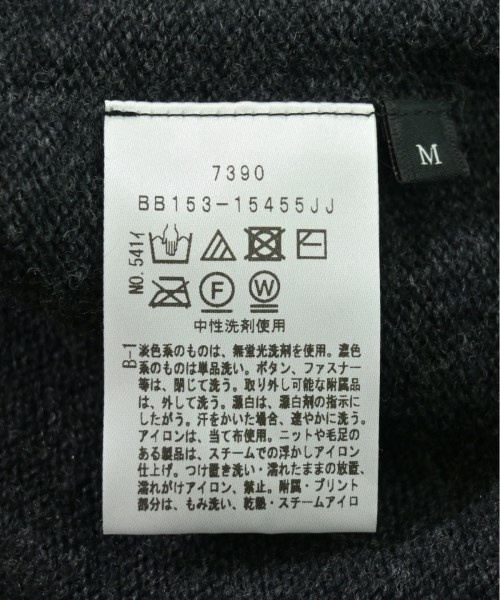 M
7390
BB153-15455JJ
NO.541イ
F
W
中性洗剤使用
B-1
淡色系のものは、無蛍光洗剤を使用。濃色
系のものは単品洗い。ボタン、ファスナー
等は、閉じて洗う。取り外し可能な附属品
は、外して洗う。漂白は、漂白剤の指示に
したがう。汗をかいた場合、速やかに洗う。
アイロンは、当て布使用。ニットや毛足の
ある製品は、スチームでの浮かしアイロン
仕上げ。つけ置き洗い・濡れたままの放置、
濡れがけアイロン、禁止。附属・プリント
部分は、もみ洗い、乾熱・スチームアイロ